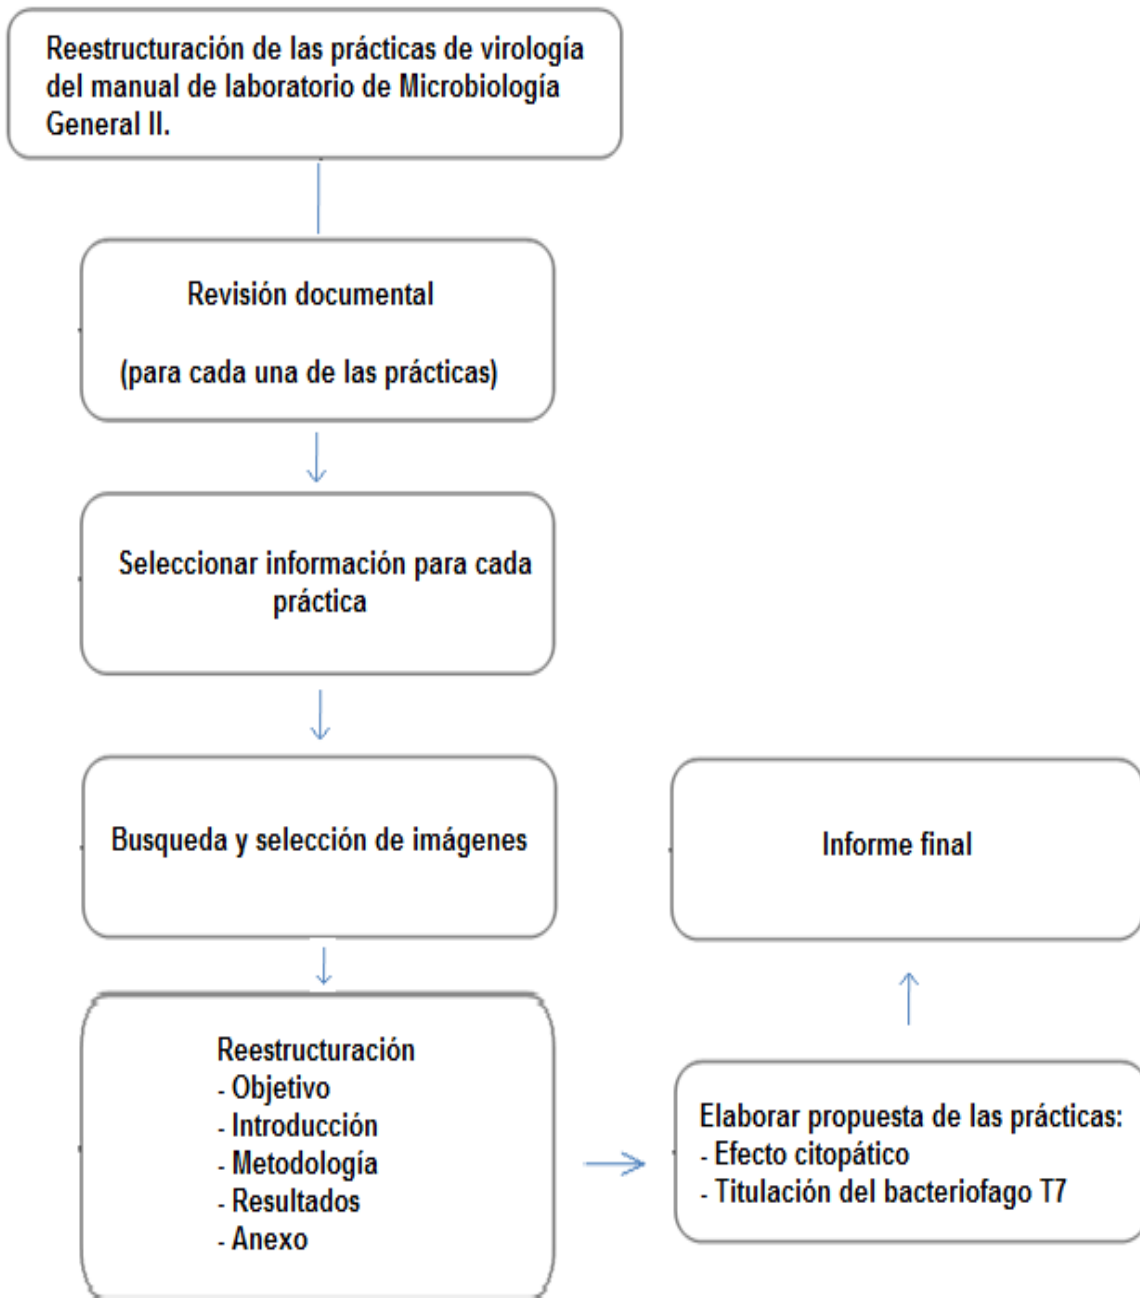 Reestructuración de las prácticas de virología
del manual de laboratorio de Microbiología
General II.
Revisión documental
(para cada una de las prácticas)
Seleccionar información para cada
práctica
Busqueda y selección de imágenes
Reestructuración
- Objetivo
- Introducción
- Metodología
- Resultados
- Anexo
Elaborar propuesta de las prácticas:
- Efecto citopático
- Titulación del bacteriofago T7
Informe final